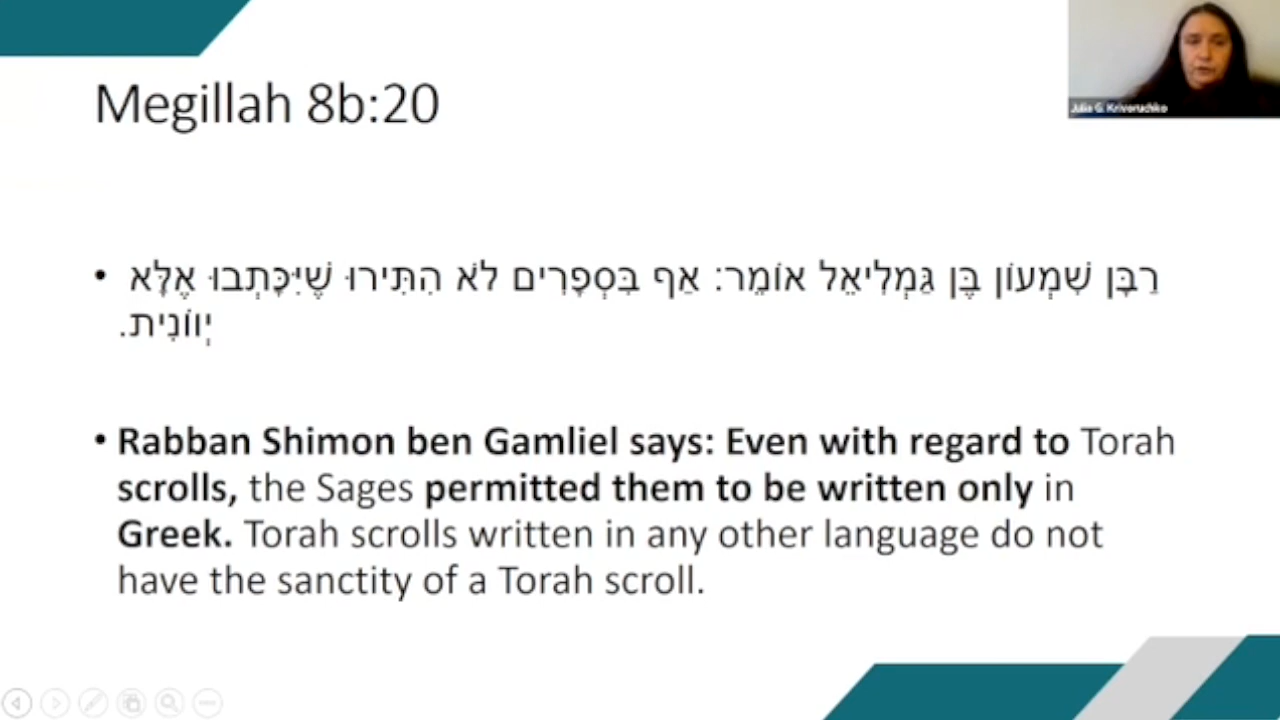 Megillah 8b:20
Julia G. Krivoruchko
• רַבָּן שִׁמְעוֹן בֶּן גַּמְלִיאֵל אוֹמֵר: אַף בִּסְפָרִים לֹא הִתִּירוּ שֶׁיִּכָּתְבוּ אֶלָּא
יְווֹנִית.
• Rabban Shimon ben Gamliel says: Even with regard to Torah
scrolls, the Sages permitted them to be written only in
Greek. Torah scrolls written in any other language do not
have the sanctity of a Torah scroll.